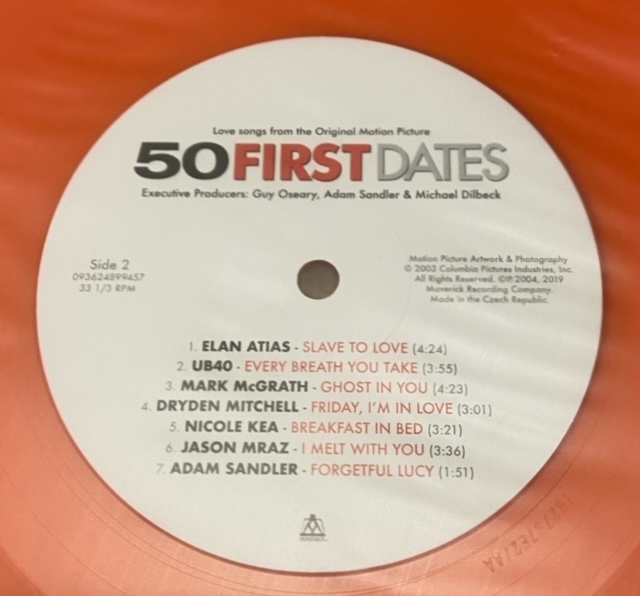 Love songs from the Original Motion Picture
50 FIRST DATES
Executive Producers: Guy Oseary, Adam Sandler & Michael Dilbeck
Side 2
093624899457
33 1/3 RPM
Motion Picture Artwork & Photography
© 2003 Columbia Pictures Industries, Inc.
All Rights Reserved. ©℗ 2004, 2019
Maverick Recording Company.
Made in the Czech Republic.
1. ELAN ATIAS - SLAVE TO LOVE (4:24)
2. UB40 - EVERY BREATH YOU TAKE (3:55)
3. MARK McGRATH - GHOST IN YOU (4:23)
4. DRYDEN MITCHELL - FRIDAY, I'M IN LOVE (3:01)
5. NICOLE KEA - BREAKFAST IN BED (3:21)
6. JASON MRAZ - I MELT WITH YOU (3:36)
7. ADAM SANDLER - FORGETFUL LUCY (1:51)